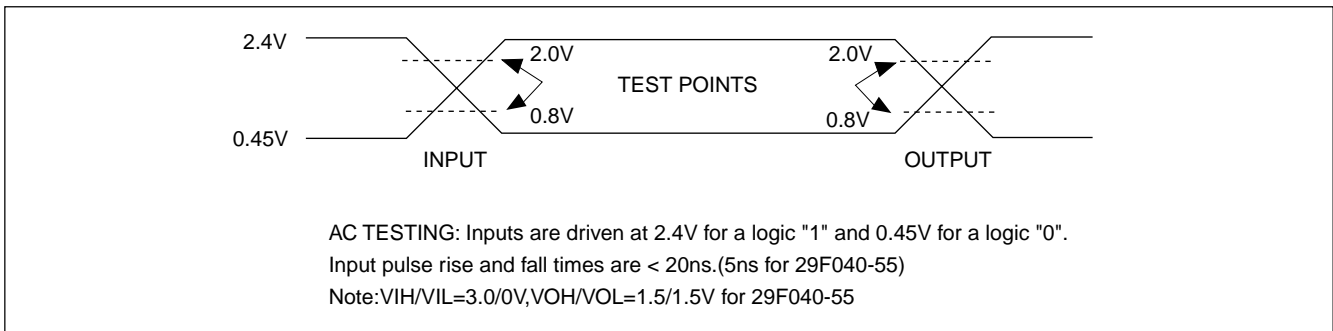 2.4V
2.0V
2.0V
TEST POINTS
0.8V
0.8V
0.45V
INPUT
OUTPUT
AC TESTING: Inputs are driven at 2.4V for a logic "1" and 0.45V for a logic "0".
Input pulse rise and fall times are < 20ns.(5ns for 29F040-55)
Note:VIH/VIL=3.0/0V,VOH/VOL=1.5/1.5V for 29F040-55